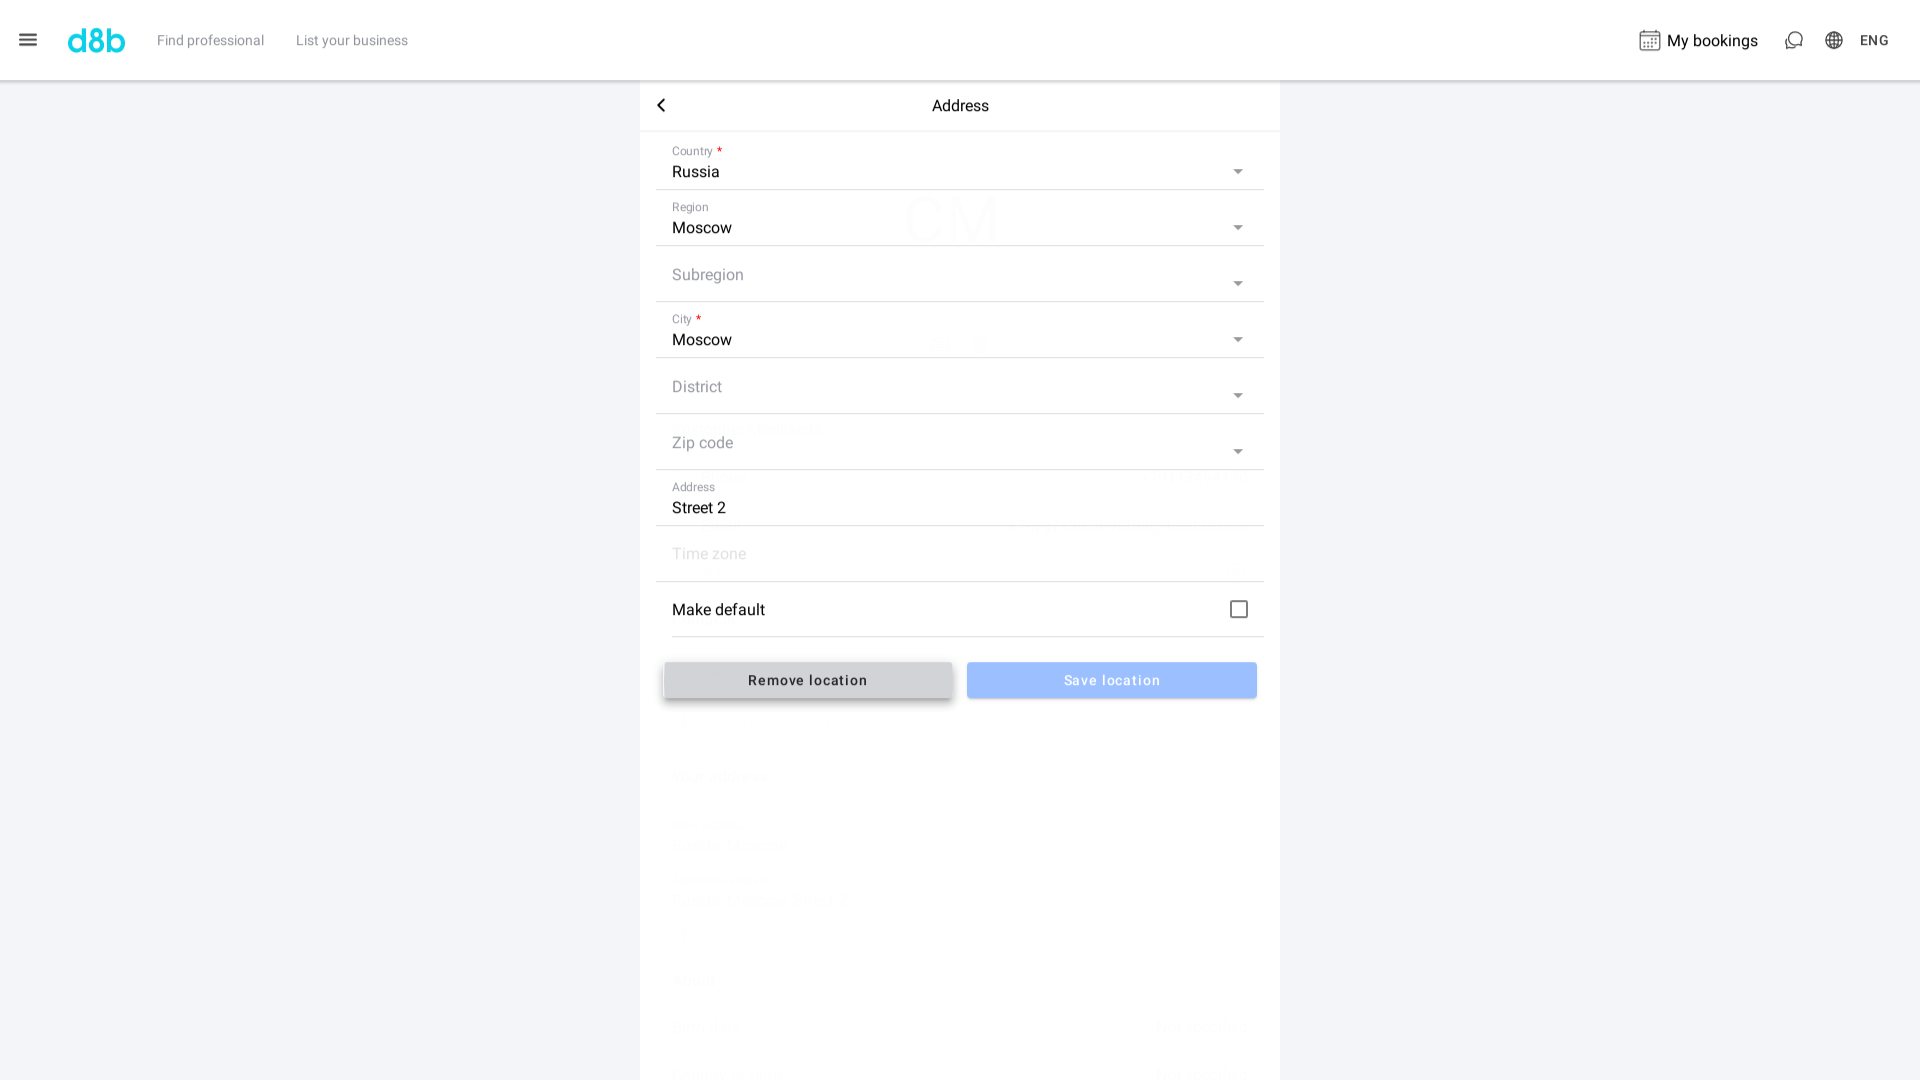 d8b
Find professional
List your business
My bookings
ENG
Address
Country *
Russia
Region
Moscow
Subregion
City *
Moscow
District
Zip code
Address
Street 2
Time zone
Make default
Remove location
Save location
CM